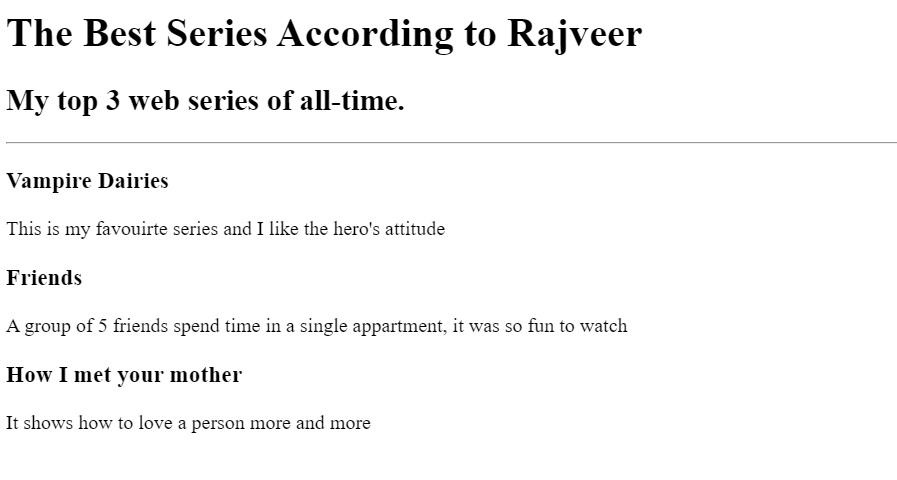 The Best Series According to Rajveer
My top 3 web series of all-time.
Vampire Dairies
This is my favouirte series and I like the hero's attitude
Friends
A group of 5 friends spend time in a single appartment, it was so fun to watch
How I met your mother
It shows how to love a person more and more